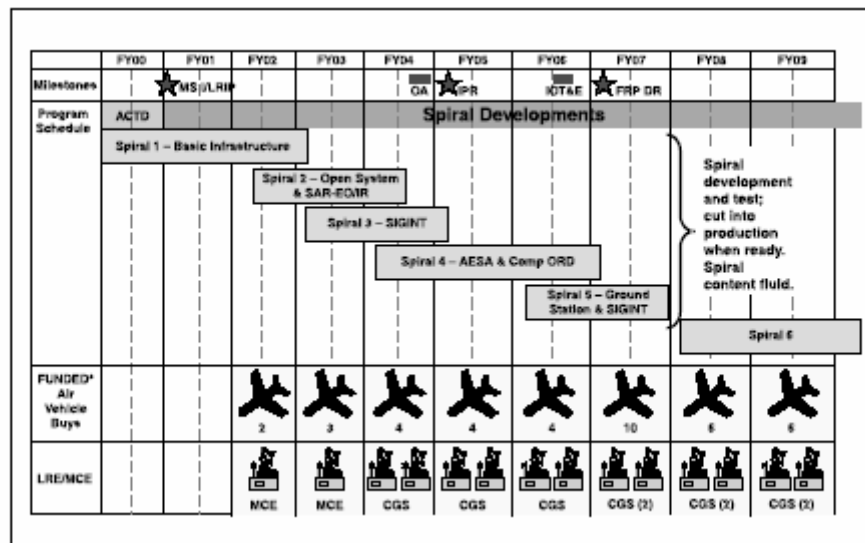 FY00 FY01 FY02 FY03 FY04 FY05 FY06 FY07 FY08 FY09
Milestones
MS II/LRIP OA IPR IOT&E FRP DR
Program
Schedule
ACTD
Spiral Developments
Spiral 1 – Basic Infrastructure
Spiral 2 – Open System
& SAR-EO/IR
Spiral 3 – SIGINT
Spiral 4 – AESA & Comp ORD
Spiral 5 – Ground
Station & SIGINT
Spiral 6
Spiral
development
and test;
cut into
production
when ready.
Spiral
content fluid.
FUNDED*
Air
Vehicle
Buys
2 3 4 4 4 10
LRE/MCE
MCE MCE CGS CGS CGS CGS (2) CGS (2) CGS (2)